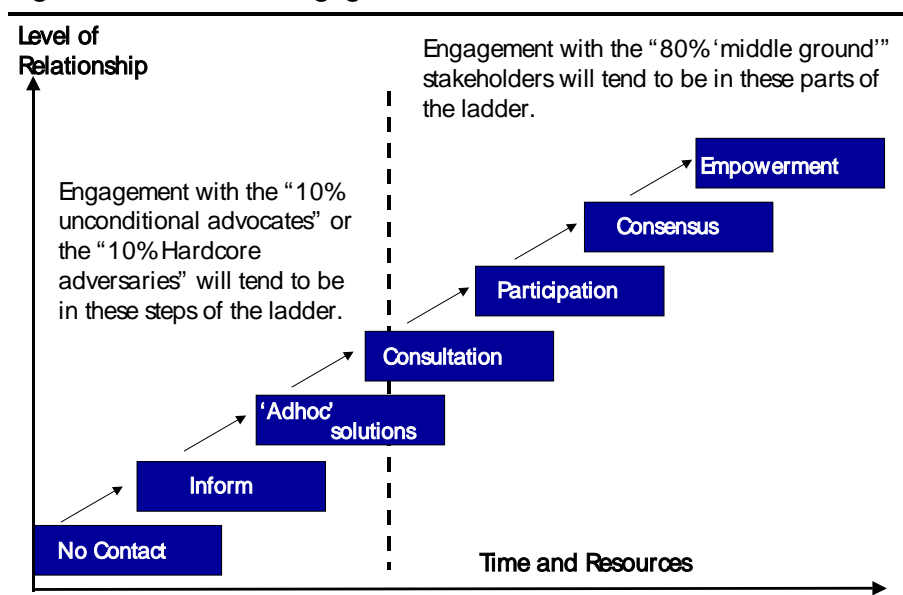 Level of
Relationship
Engagement with the “80% ‘middle ground’”
stakeholders will tend to be in these parts of
the ladder.
Empowerment
Engagement with the “10%
unconditional advocates” or
the “10% Hardcore
adversaries” will tend to be
in these steps of the ladder.
Consensus
Participation
Consultation
‘Adhoc’
solutions
Inform
No Contact
Time and Resources